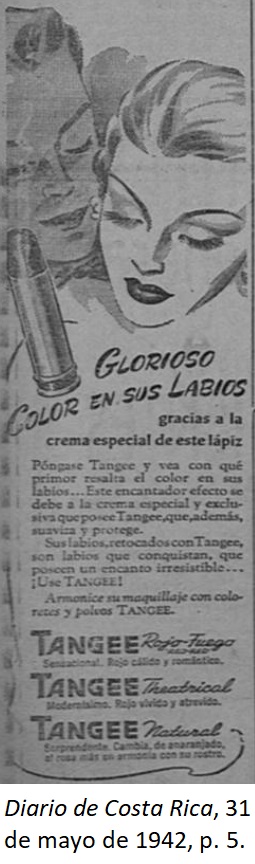 GLORIOSO
COLOR EN SUS LABIOS
gracias a la
crema especial de este lápiz
Póngase Tangee y vea con qué
primor resalta el color en sus
labios... Este encantador efecto se
debe a la crema especial y exclu-
siva que posee Tangee, que, además,
suaviza y protege.
Sus labios, retocados con Tangee,
son labios que conquistan, que
poseen un encanto irresistible...
¡Use TANGEE!
Armonice su maquillaje con colo-
retes y polvos TANGEE.
TANGEE Rojo-Fuego
RED-RED
Sensacional. Rojo cálido y romántico.
TANGEE Theatrical
Modernísimo. Rojo vívido y atrevido.
TANGEE Natural
Sorprendente. Cambia, de anaranjado,
al rosa más en armonía con su rostro.
Diario de Costa Rica, 31
de mayo de 1942, p. 5.